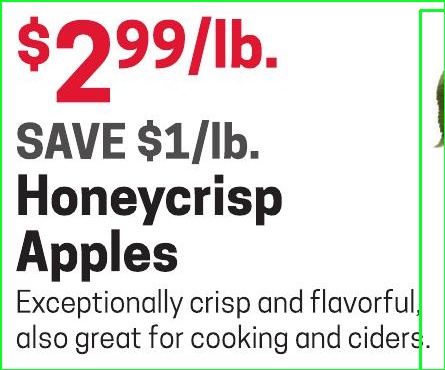 $2.99/lb.
SAVE $1/lb.
Honeycrisp
Apples
Exceptionally crisp and flavorful,
also great for cooking and ciders.